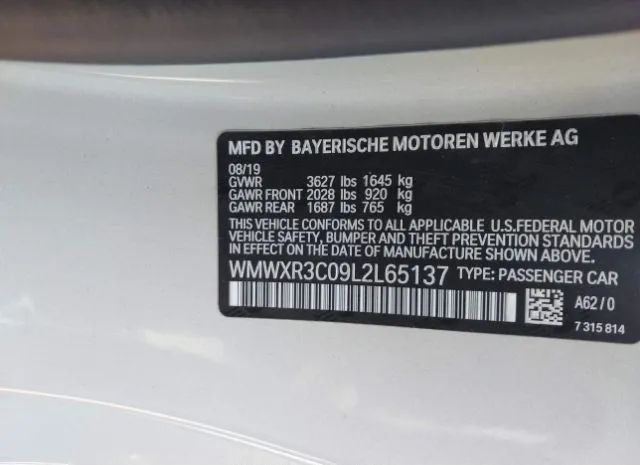 MFD BY BAYERISCHE MOTOREN WERKE AG
08/19
GVWR 3627 lbs 1645 kg
GAWR FRONT 2028 lbs 920 kg
GAWR REAR 1687 lbs 765 kg
THIS VEHICLE CONFORMS TO ALL APPLICABLE U.S.FEDERAL MOTOR
VEHICLE SAFETY, BUMPER AND THEFT PREVENTION STANDARDS
IN EFFECT ON THE DATE OF MANUFACTURE SHOWN ABOVE.
WMWXR3C09L2L65137 TYPE: PASSENGER CAR
A62/0
7 315 814